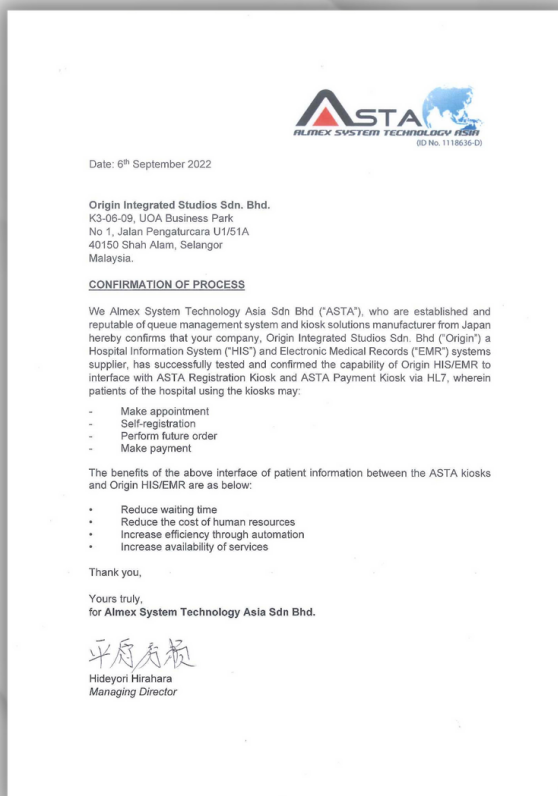 ASTA
ALMEX SYSTEM TECHNOLOGY ASIA
(ID No. 1118636-D)
Date: 6th September 2022
Origin Integrated Studios Sdn. Bhd.
K3-06-09, UOA Business Park
No 1, Jalan Pengaturcara U1/51A
40150 Shah Alam, Selangor
Malaysia.
CONFIRMATION OF PROCESS
We Almex System Technology Asia Sdn Bhd ("ASTA"), who are established and
reputable of queue management system and kiosk solutions manufacturer from Japan
hereby confirms that your company, Origin Integrated Studios Sdn. Bhd ("Origin") a
Hospital Information System ("HIS") and Electronic Medical Records ("EMR") systems
supplier, has successfully tested and confirmed the capability of Origin HIS/EMR to
interface with ASTA Registration Kiosk and ASTA Payment Kiosk via HL7, wherein
patients of the hospital using the kiosks may:
- Make appointment
- Self-registration
- Perform future order
- Make payment
The benefits of the above interface of patient information between the ASTA kiosks
and Origin HIS/EMR are as below:
• Reduce waiting time
• Reduce the cost of human resources
• Increase efficiency through automation
• Increase availability of services
Thank you,
Yours truly,
for Almex System Technology Asia Sdn Bhd.
Hideyori Hirahara
Managing Director